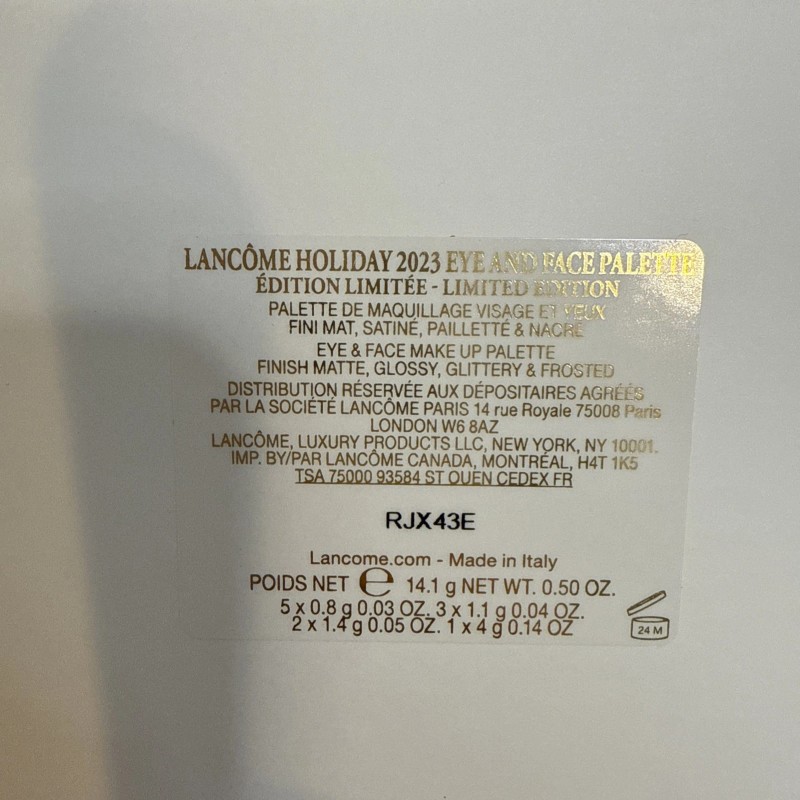 LANCÔME HOLIDAY 2023 EYE AND FACE PALETTE
ÉDITION LIMITÉE - LIMITED EDITION
PALETTE DE MAQUILLAGE VISAGE ET YEUX
FINI MAT, SATINÉ, PAILLETTÉ & NACRÉ
EYE & FACE MAKE UP PALETTE
FINISH MATTE, GLOSSY, GLITTERY & FROSTED
DISTRIBUTION RÉSERVÉE AUX DÉPOSITAIRES AGRÉÉS
PAR LA SOCIÉTÉ LANCÔME PARIS 14 rue Royale 75008 Paris
LONDON W6 8AZ
LANCÔME, LUXURY PRODUCTS LLC, NEW YORK, NY 10001.
IMP. BY/PAR LANCÔME CANADA, MONTRÉAL, H4T 1K5
TSA 75000 93584 ST OUEN CEDEX FR
RJX43E
Lancome.com - Made in Italy
POIDS NET ℮ 14.1 g NET WT. 0.50 OZ.
5 x 0.8 g 0.03 OZ. 3 x 1.1 g 0.04 OZ.
2 x 1.4 g 0.05 OZ. 1 x 4 g 0.14 OZ
24 M